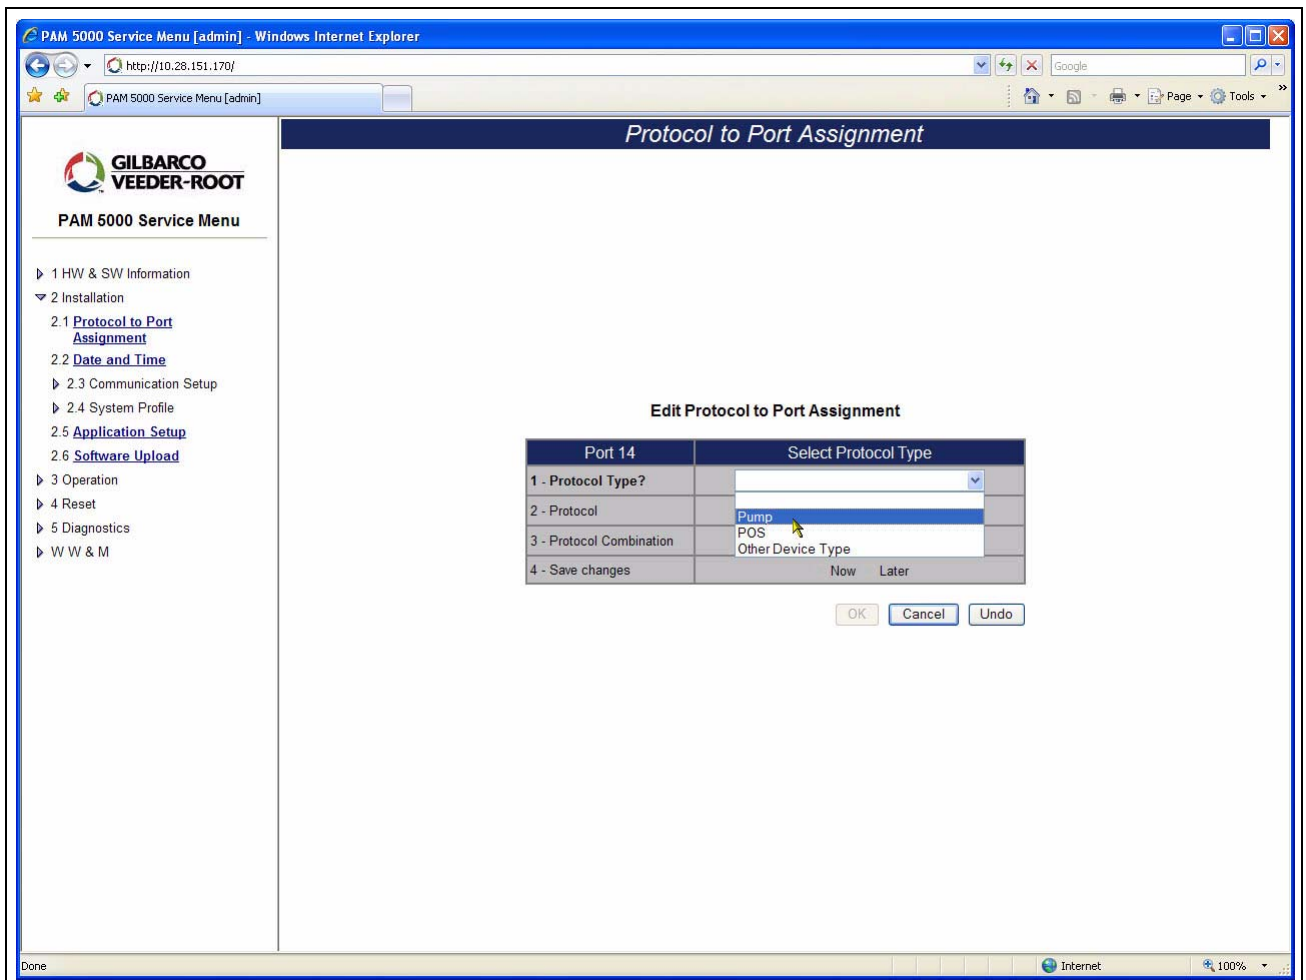 PAM 5000 Service Menu [admin] - Windows Internet Explorer
http://10.28.151.170/
Google
PAM 5000 Service Menu [admin]
Page
Tools
»
Protocol to Port Assignment
GILBARCO
VEEDER-ROOT
™
PAM 5000 Service Menu
1 HW & SW Information
2 Installation
2.1 Protocol to Port
Assignment
2.2 Date and Time
2.3 Communication Setup
2.4 System Profile
2.5 Application Setup
2.6 Software Upload
3 Operation
4 Reset
5 Diagnostics
W W & M
Edit Protocol to Port Assignment
Port 14 Select Protocol Type
1 - Protocol Type?
2 - Protocol
Pump
POS
3 - Protocol Combination
Other Device Type
4 - Save changes Now Later
OK Cancel Undo
Done Internet 100%